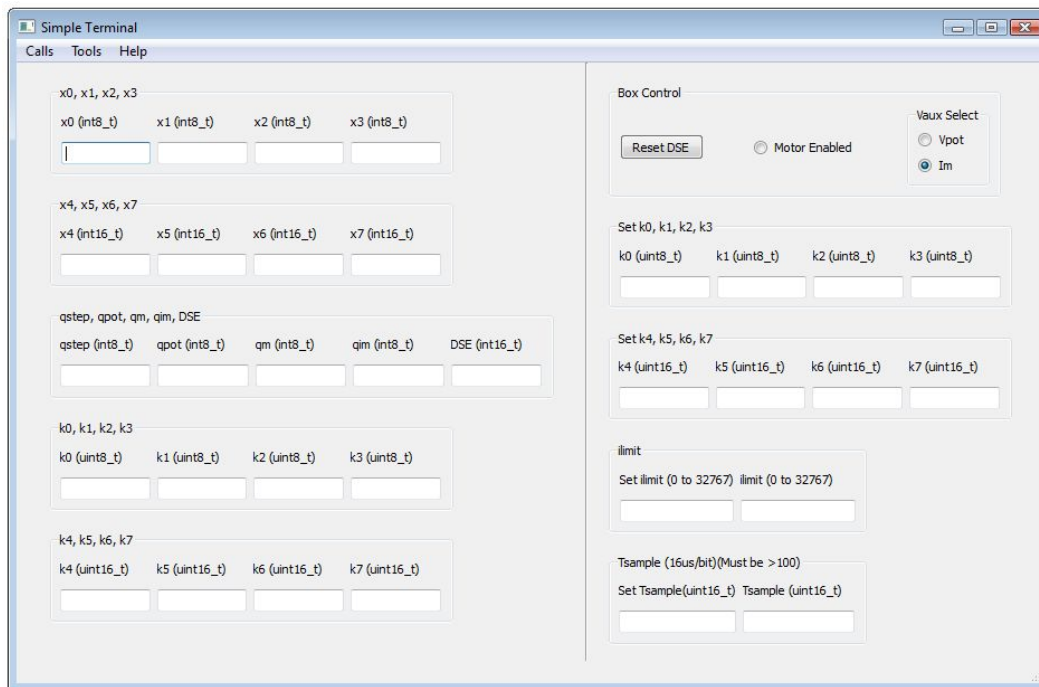 Simple Terminal
Calls Tools Help
x0, x1, x2, x3
x0 (int8_t) x1 (int8_t) x2 (int8_t) x3 (int8_t)
x4, x5, x6, x7
x4 (int16_t) x5 (int16_t) x6 (int16_t) x7 (int16_t)
qstep, qpot, qm, qim, DSE
qstep (int8_t) qpot (int8_t) qm (int8_t) qim (int8_t) DSE (int16_t)
k0, k1, k2, k3
k0 (uint8_t) k1 (uint8_t) k2 (uint8_t) k3 (uint8_t)
k4, k5, k6, k7
k4 (uint16_t) k5 (uint16_t) k6 (uint16_t) k7 (uint16_t)
Box Control
Reset DSE
Motor Enabled
Vaux Select
Vpot
Im
Set k0, k1, k2, k3
k0 (uint8_t) k1 (uint8_t) k2 (uint8_t) k3 (uint8_t)
Set k4, k5, k6, k7
k4 (uint16_t) k5 (uint16_t) k6 (uint16_t) k7 (uint16_t)
ilimit
Set ilimit (0 to 32767) ilimit (0 to 32767)
Tsample (16us/bit)(Must be >100)
Set Tsample(uint16_t) Tsample (uint16_t)